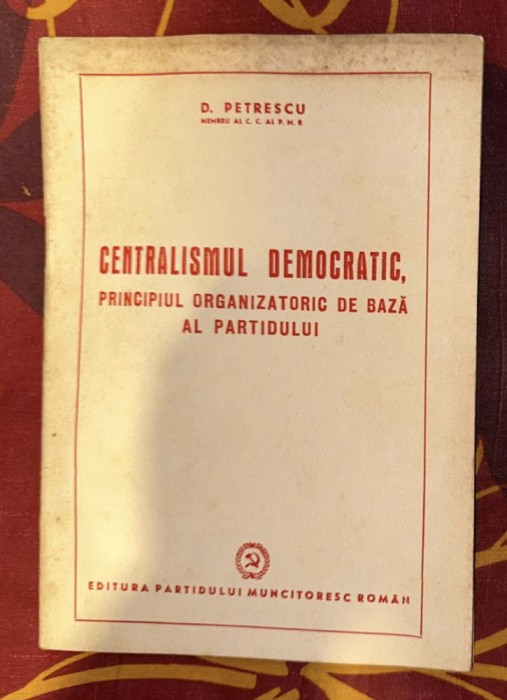 D. PETRESCU
MEMBRU AL C. C. AL P. M. R
CENTRALISMUL DEMOCRATIC,
PRINCIPIUL ORGANIZATORIC DE BAZĂ
AL PARTIDULUI
EDITURA PARTIDULUI MUNCITORESC ROMÂN